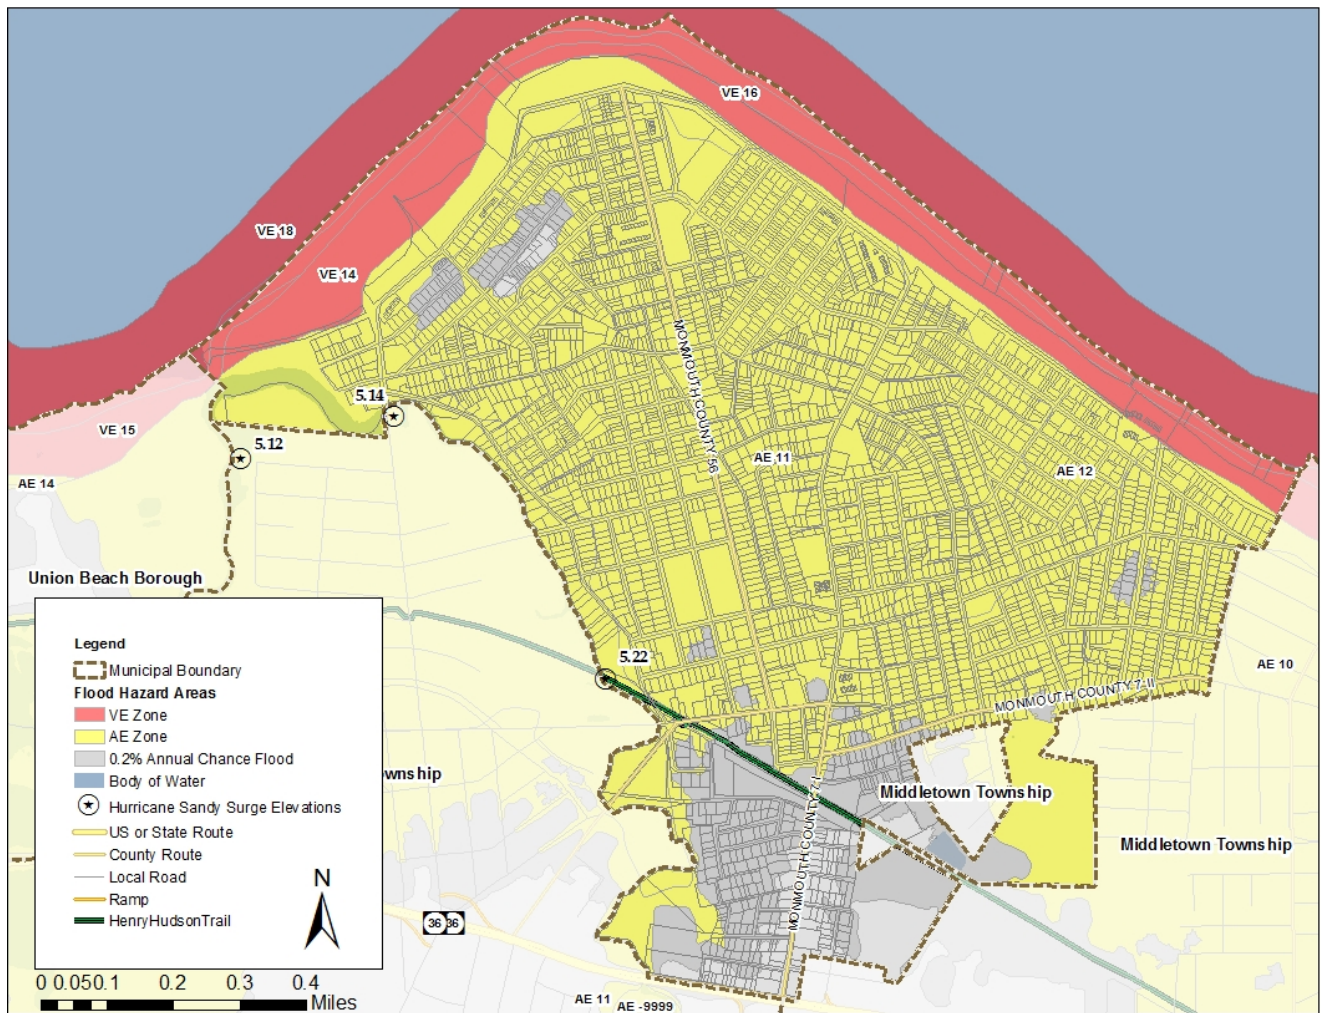 VE 16
VE 18
VE 14
MONMOUTH COUNTY 56
5.14
VE 15
5.12
AE 11
AE 12
AE 14
Union Beach Borough
5.22
AE 10
MONMOUTH COUNTY 7-II
Legend
Municipal Boundary
Flood Hazard Areas
VE Zone
AE Zone
0.2% Annual Chance Flood
Body of Water
Hurricane Sandy Surge Elevations
US or State Route
County Route
Local Road
Ramp
HenryHudsonTrail
N
ownship
Middletown Township
Middletown Township
MONMOUTH COUNTY 7-I
36 36
0 0.050.1 0.2 0.3 0.4
Miles
AE 11
AE -9999